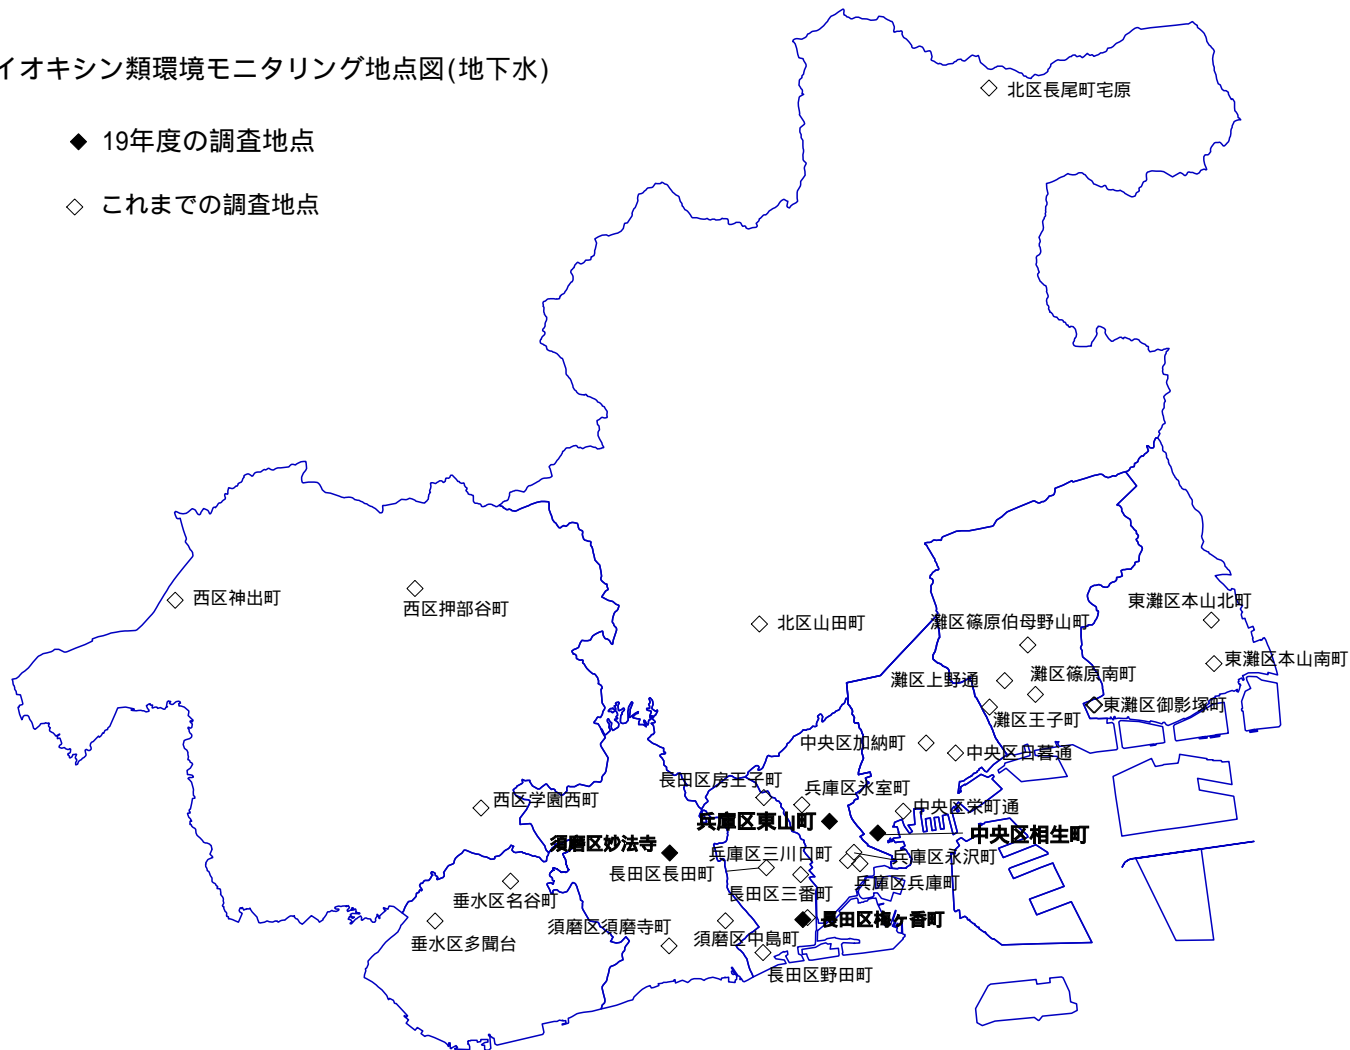 イオキシン類環境モニタリング地点図(地下水)
◆ 19年度の調査地点
◇ これまでの調査地点
北区長尾町宅原
西区神出町
西区押部谷町
北区山田町
東灘区本山北町
灘区篠原伯母野山町
東灘区本山南町
灘区上野通
灘区篠原南町
東灘区御影塚町
灘区王子町
中央区加納町
中央区日暮通
長田区房王子町
兵庫区氷室町
西区学園西町
中央区栄町通
兵庫区東山町
中央区相生町
須磨区妙法寺
兵庫区三川口町
兵庫区永沢町
長田区長田町
兵庫区兵庫町
長田区三番町
垂水区名谷町
須磨区須磨寺町
長田区梅ヶ香町
垂水区多聞台
須磨区中島町
長田区野田町